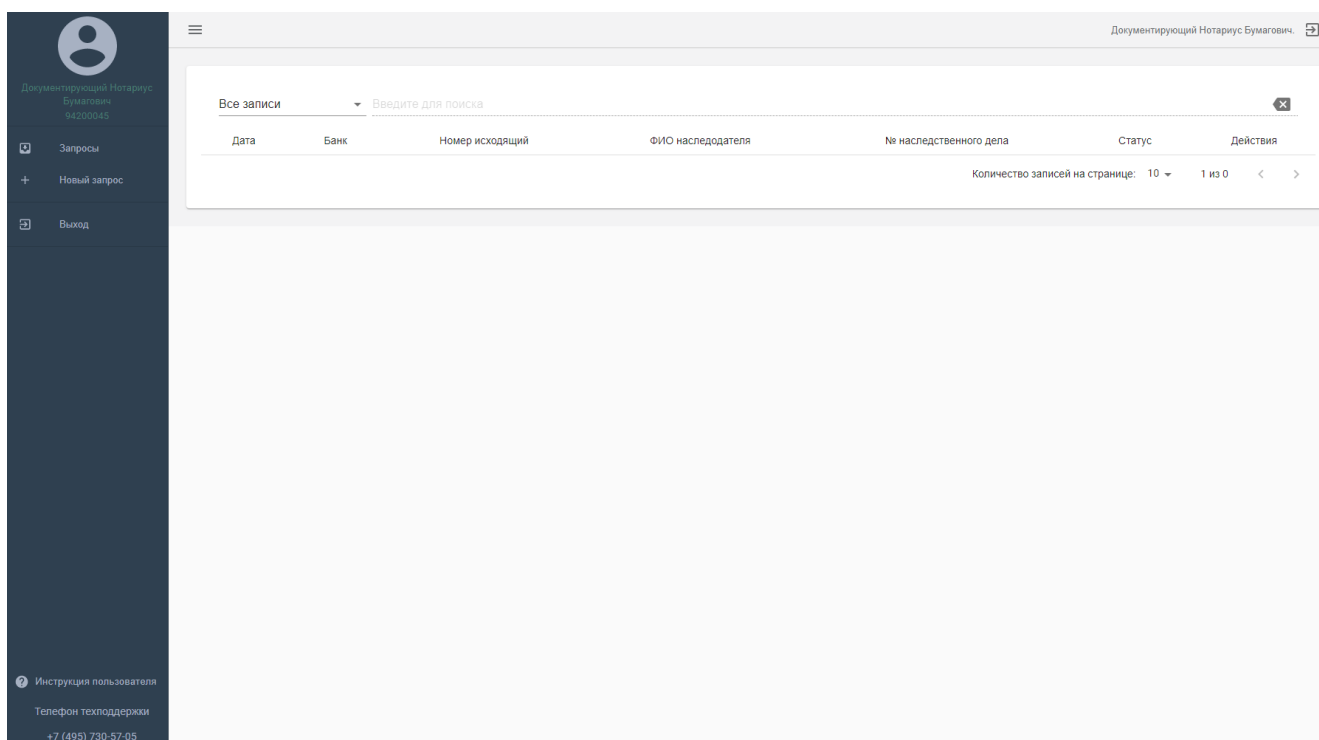 Документирующий Нотариус
Бумагович
94200045
Запросы
Новый запрос
Выход
Инструкция пользователя
Телефон техподдержки
+7 (495) 730-57-05
Документирующий Нотариус Бумагович.
Все записи Введите для поиска
Дата Банк Номер исходящий ФИО наследодателя № наследственного дела Статус Действия
Количество записей на странице: 10 1 из 0